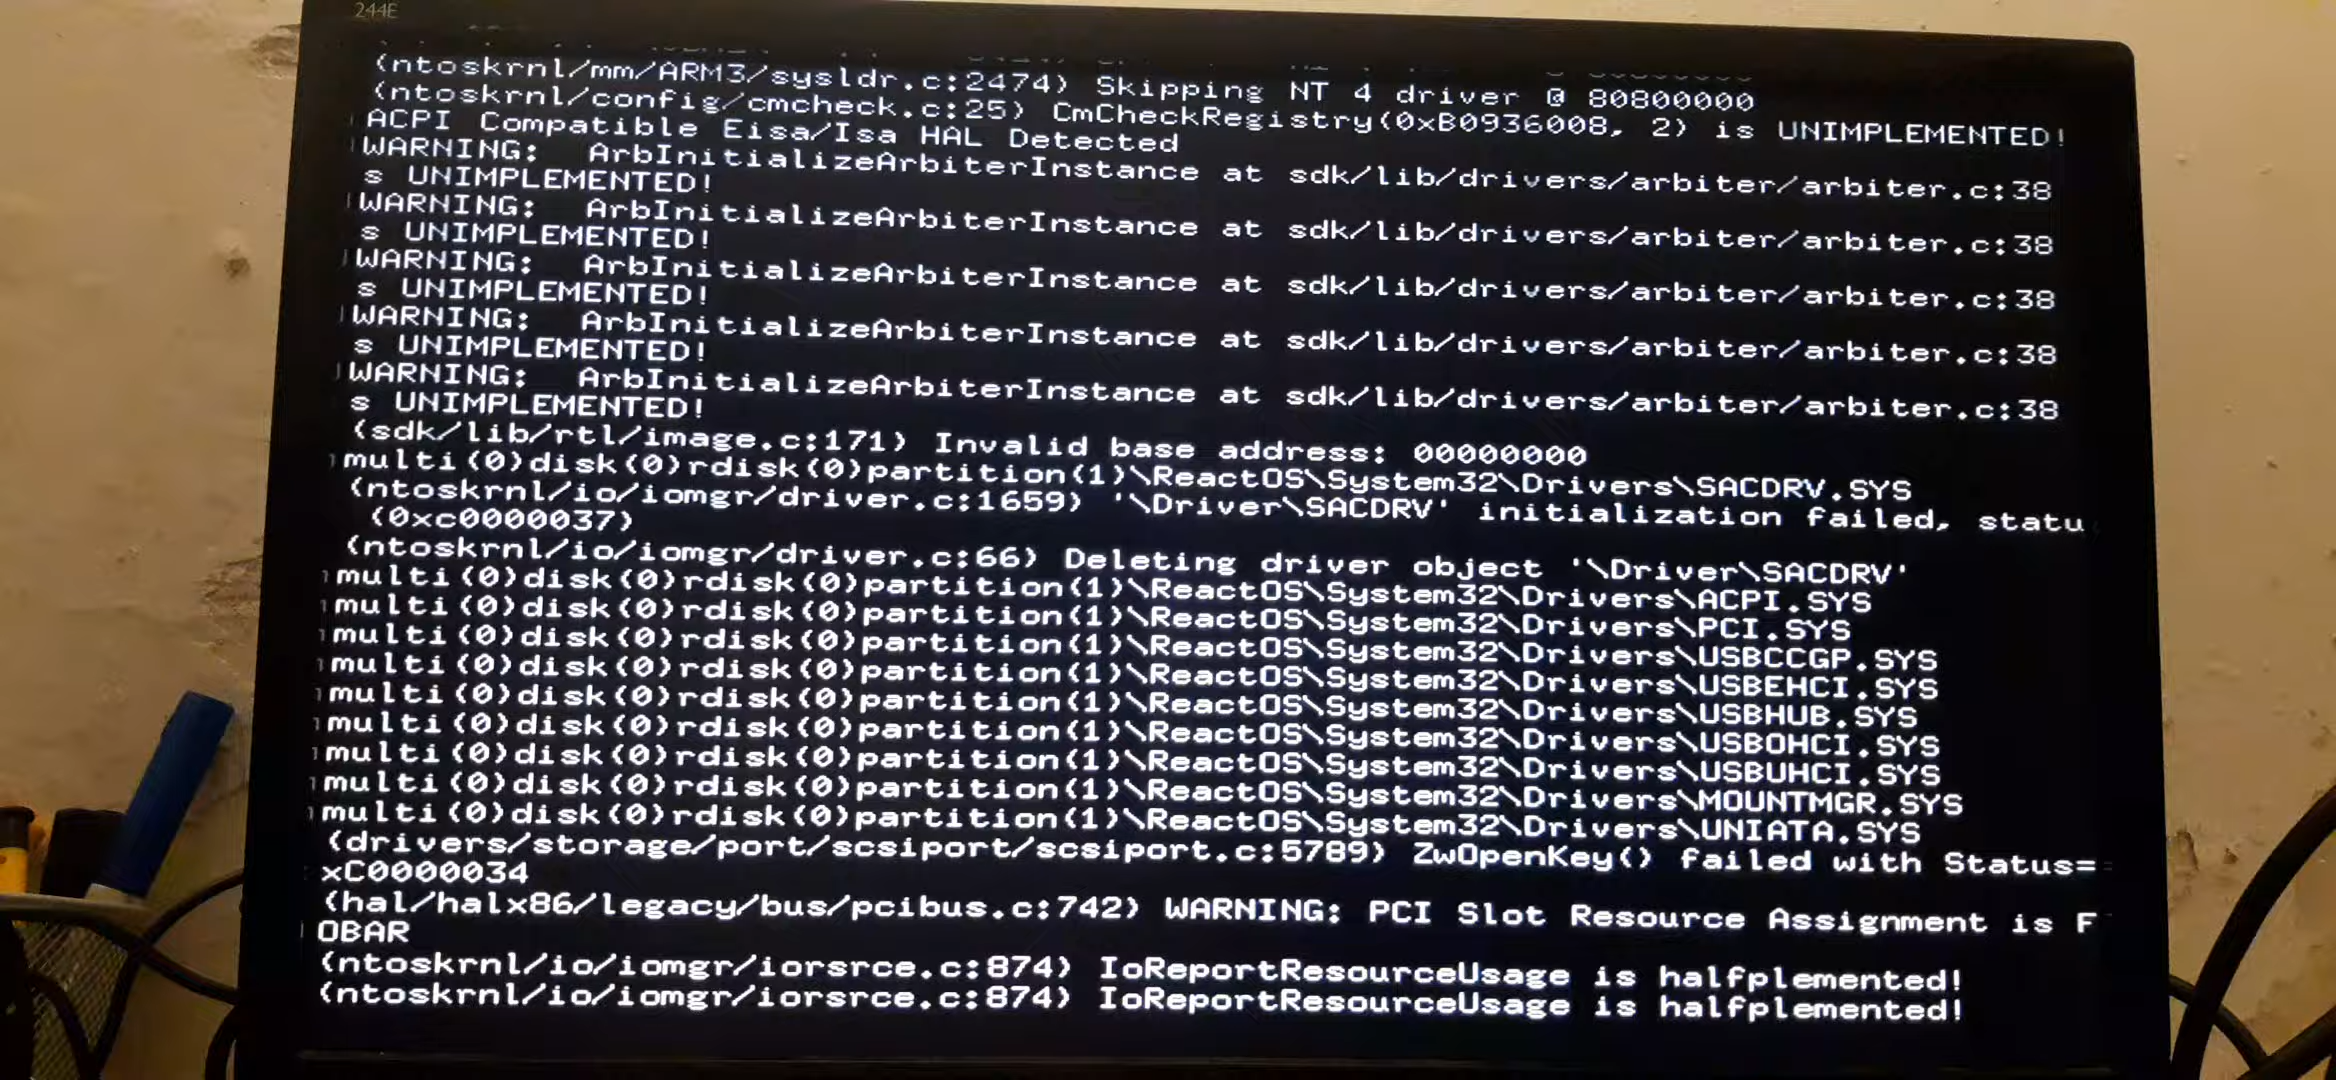 244E
(ntoskrnl/mm/ARM3/sysldr.c:2474) Skipping NT 4 driver @ 80800000
(ntoskrnl/config/cmcheck.c:25) CmCheckRegistry(0xB0936008, 2) is UNIMPLEMENTED!
ACPI Compatible Eisa/Isa HAL Detected
WARNING:  ArbInitializeArbiterInstance at sdk/lib/drivers/arbiter/arbiter.c:38
s UNIMPLEMENTED!
WARNING:  ArbInitializeArbiterInstance at sdk/lib/drivers/arbiter/arbiter.c:38
s UNIMPLEMENTED!
WARNING:  ArbInitializeArbiterInstance at sdk/lib/drivers/arbiter/arbiter.c:38
s UNIMPLEMENTED!
WARNING:  ArbInitializeArbiterInstance at sdk/lib/drivers/arbiter/arbiter.c:38
s UNIMPLEMENTED!
WARNING:  ArbInitializeArbiterInstance at sdk/lib/drivers/arbiter/arbiter.c:38
s UNIMPLEMENTED!
(sdk/lib/rtl/image.c:171) Invalid base address: 00000000
multi(0)disk(0)rdisk(0)partition(1)\ReactOS\System32\Drivers\SACDRV.SYS
(ntoskrnl/io/iomgr/driver.c:1659) '\Driver\SACDRV' initialization failed, statu
(0xc0000037)
(ntoskrnl/io/iomgr/driver.c:66) Deleting driver object '\Driver\SACDRV'
multi(0)disk(0)rdisk(0)partition(1)\ReactOS\System32\Drivers\ACPI.SYS
multi(0)disk(0)rdisk(0)partition(1)\ReactOS\System32\Drivers\PCI.SYS
multi(0)disk(0)rdisk(0)partition(1)\ReactOS\System32\Drivers\USBCCGP.SYS
multi(0)disk(0)rdisk(0)partition(1)\ReactOS\System32\Drivers\USBEHCI.SYS
multi(0)disk(0)rdisk(0)partition(1)\ReactOS\System32\Drivers\USBHUB.SYS
multi(0)disk(0)rdisk(0)partition(1)\ReactOS\System32\Drivers\USBOHCI.SYS
multi(0)disk(0)rdisk(0)partition(1)\ReactOS\System32\Drivers\USBUHCI.SYS
multi(0)disk(0)rdisk(0)partition(1)\ReactOS\System32\Drivers\MOUNTMGR.SYS
multi(0)disk(0)rdisk(0)partition(1)\ReactOS\System32\Drivers\UNIATA.SYS
(drivers/storage/port/scsiport/scsiport.c:5789) ZwOpenKey() failed with Status=
xC0000034
(hal/halx86/legacy/bus/pcibus.c:742) WARNING: PCI Slot Resource Assignment is F
OBAR
(ntoskrnl/io/iomgr/iorsrce.c:874) IoReportResourceUsage is halfplemented!
(ntoskrnl/io/iomgr/iorsrce.c:874) IoReportResourceUsage is halfplemented!